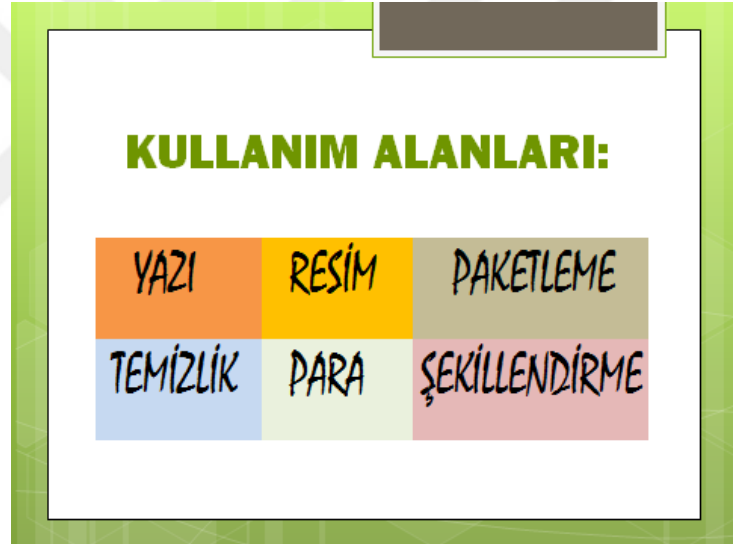 KULLANIM ALANLARI:
YAZI RESİM PAKETLEME
TEMİZLİK PARA ŞEKİLLENDİRME